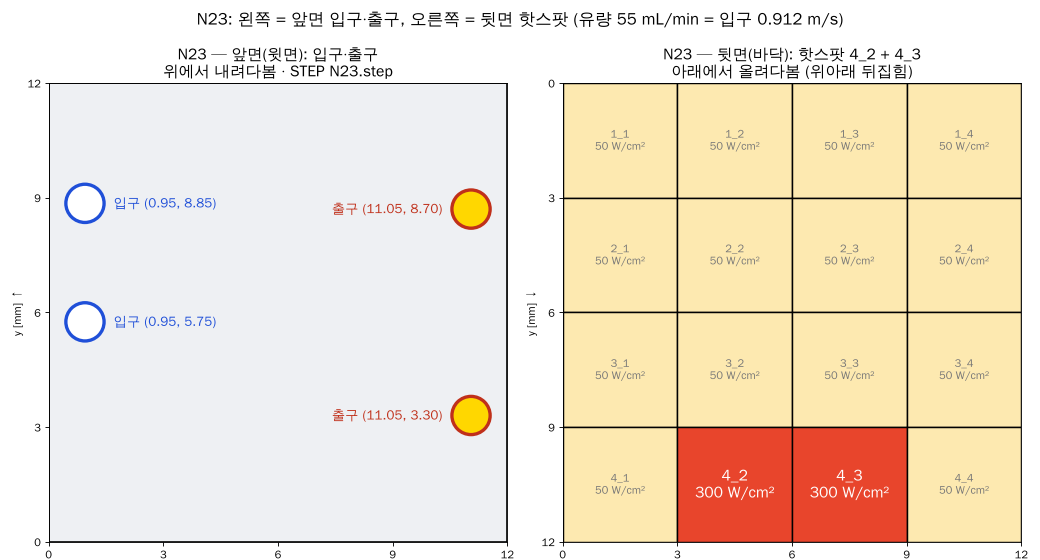 N23: 왼쪽 = 앞면 입구·출구, 오른쪽 = 뒷면 핫스팟 (유량 55 mL/min = 입구 0.912 m/s)
N23 — 앞면(윗면): 입구·출구
위에서 내려다봄 · STEP N23.step
12
9
6
3
0
0
3
6
9
12
y [mm] ↑
입구 (0.95, 8.85)
출구 (11.05, 8.70)
입구 (0.95, 5.75)
출구 (11.05, 3.30)
N23 — 뒷면(바닥): 핫스팟 4_2 + 4_3
아래에서 올려다봄 (위아래 뒤집힘)
0
3
6
9
12
0
3
6
9
12
y [mm] ↓
1_1
50 W/cm²
1_2
50 W/cm²
1_3
50 W/cm²
1_4
50 W/cm²
2_1
50 W/cm²
2_2
50 W/cm²
2_3
50 W/cm²
2_4
50 W/cm²
3_1
50 W/cm²
3_2
50 W/cm²
3_3
50 W/cm²
3_4
50 W/cm²
4_1
50 W/cm²
4_2
300 W/cm²
4_3
300 W/cm²
4_4
50 W/cm²